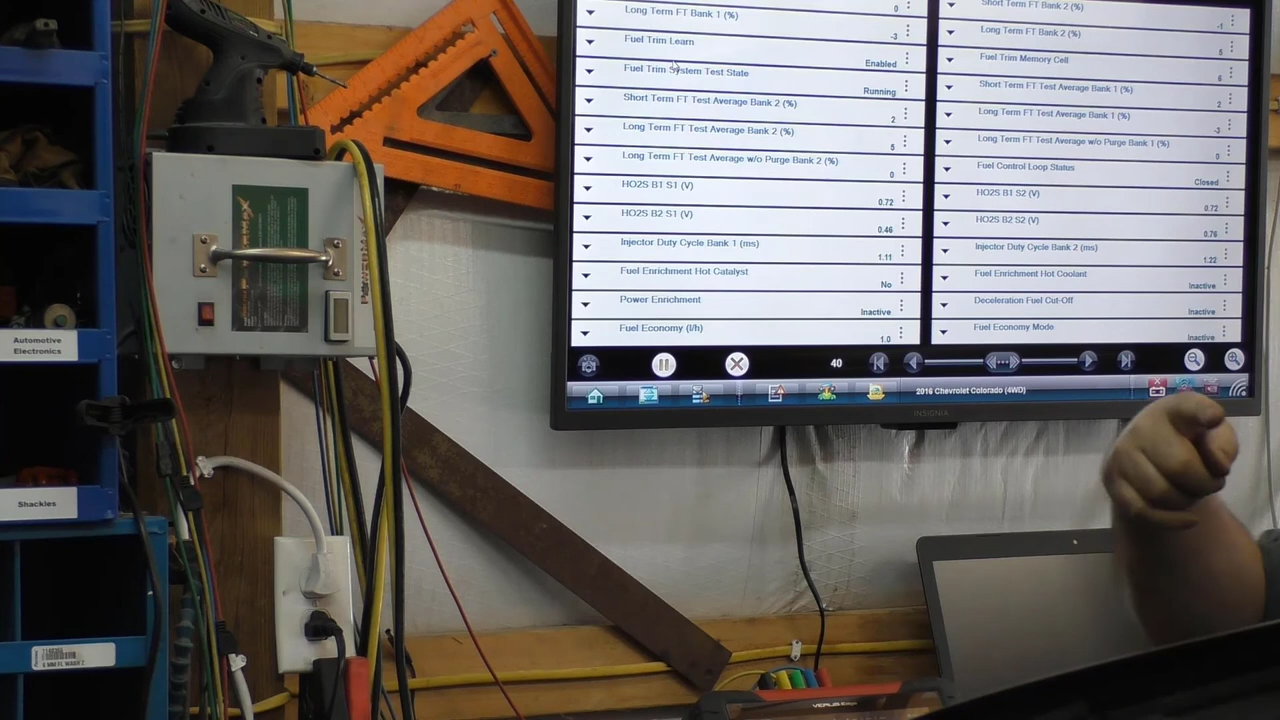 Long Term FT Bank 1 (%)
-3
Fuel Trim Learn
Enabled
Fuel Trim System Test State
Running
Short Term FT Test Average Bank 2 (%)
2
Long Term FT Test Average Bank 2 (%)
5
Long Term FT Test Average w/o Purge Bank 2 (%)
0
HO2S B1 S1 (V)
0.72
HO2S B2 S1 (V)
0.46
Injector Duty Cycle Bank 1 (ms)
1.11
Fuel Enrichment Hot Catalyst
No
Power Enrichment
Inactive
Fuel Economy (l/h)
1.0
Short Term FT Bank 2 (%)
-1
Long Term FT Bank 2 (%)
5
Fuel Trim Memory Cell
6
Short Term FT Test Average Bank 1 (%)
2
Long Term FT Test Average Bank 1 (%)
-3
Long Term FT Test Average w/o Purge Bank 1 (%)
0
Fuel Control Loop Status
Closed
HO2S B1 S2 (V)
0.72
HO2S B2 S2 (V)
0.76
Injector Duty Cycle Bank 2 (ms)
1.22
Fuel Enrichment Hot Coolant
Inactive
Deceleration Fuel Cut-Off
Inactive
Fuel Economy Mode
Inactive
40
2016 Chevrolet Colorado (4WD)
INSIGNIA
Automotive
Electronics
Shackles
POWERMAX
VERUS Edge